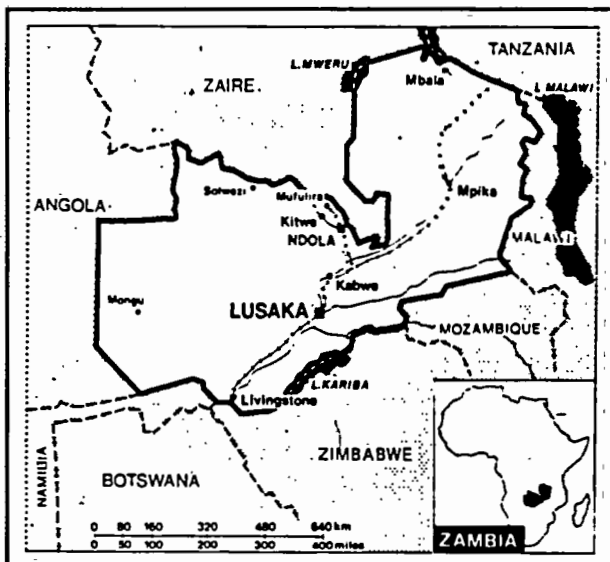 TANZANIA
L.MWERU
Mbala
ZAIRE
L MALAWI
Solwezi
Mufulira
Mpika
ANGOLA
Kitwe
NDOLA
MALAWI
Kabwe
Mongu
LUSAKA
MOZAMBIQUE
L.KARIBA
Livingstone
ZIMBABWE
NAMIBIA
BOTSWANA
0 80 160 320 480 640 km
0 50 100 200 300 400 miles
ZAMBIA